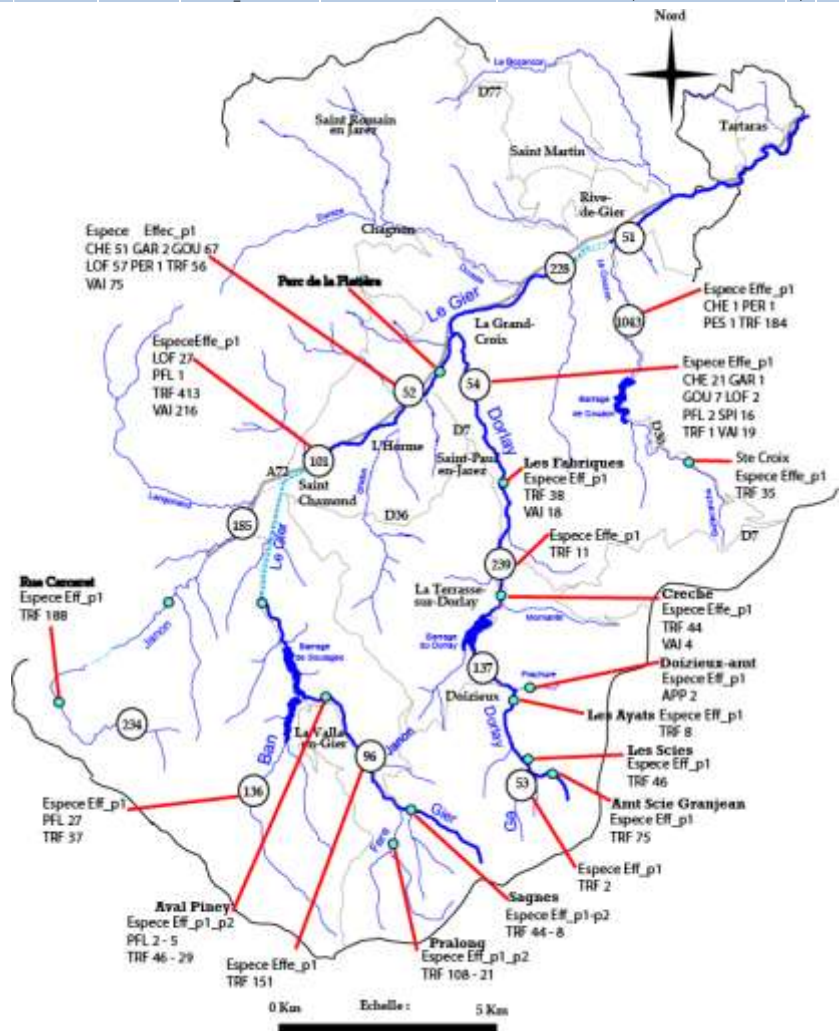 Nord
Le Bozançon
D77
Tartaras
Saint Romain
en Jarez
Saint Martin
Rive-
de-Gier
Espece Effec_p1
CHE 51 GAR 2 GOU 67
LOF 57 PER 1 TRF 56
VAI 75
Chagnon
51
228
Parc de la Platière
Le Gier
Espece Effe_p1
CHE 1 PER 1
PES 1 TRF 184
1043
La Grand-
Croix
EspeceEffe_p1
LOF 27
PFL 1
TRF 413
VAI 216
52
54
Espece Effe_p1
CHE 21 GAR 1
GOU 7 LOF 2
PFL 2 SPI 16
TRF 1 VAI 19
Barrage
de Couzon
Dorlay
D7
L'Horme
101
A72
Saint
Chamond
Saint-Paul
en-Jarez
D30
Ste Croix
Espece Effe_p1
TRF 35
Les Fabriques
Espece Eff_p1
TRF 38
VAI 18
Langonand
185
D36
D7
Le Gier
Espece Effe_p1
TRF 11
239
Rue Carcaret
Espece Eff_p1
TRF 188
La Terrasse-
sur-Dorlay
Creche
Espece Effe_p1
TRF 44
VAI 4
Mornante
Janon
Barrage
du Dorlay
Barrage
de Soulages
137
Doizieux
Doizieux-amt
Espece Eff_p1
APP 2
Les Ayats Espece Eff_p1
TRF 8
234
La Valla
en-Gier
Janon
Ban
Dorlay
96
Les Scies
Espece Eff_p1
TRF 46
136
53
Espece Eff_p1
PFL 27
TRF 37
Amt Scie Granjean
Espece Eff_p1
TRF 75
Gier
Ga
Fere
Espece Eff_p1
TRF 2
Aval Piney
Espece Eff_p1_p2
PFL 2 - 5
TRF 46 - 29
Sagnes
Espece Eff_p1-p2
TRF 44 - 8
Espece Effe_p1
TRF 151
Pralong
Espece Eff_p1_p2
TRF 108 - 21
0 Km Echelle : 5 Km